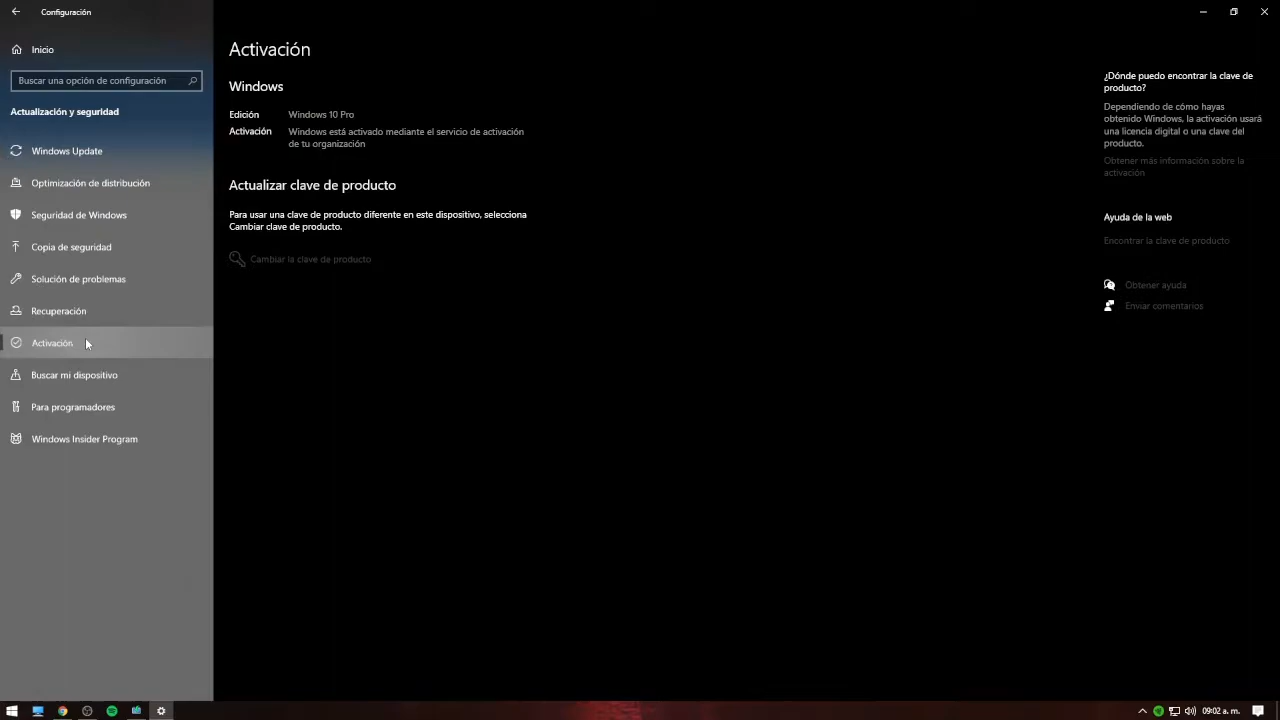 Configuración
Inicio
Buscar una opción de configuración
Actualización y seguridad
Windows Update
Optimización de distribución
Seguridad de Windows
Copia de seguridad
Solución de problemas
Recuperación
Activación
Buscar mi dispositivo
Para programadores
Windows Insider Program
Activación
Windows
Edición Windows 10 Pro
Activación Windows está activado mediante el servicio de activación
de tu organización
Actualizar clave de producto
Para usar una clave de producto diferente en este dispositivo, selecciona
Cambiar clave de producto.
Cambiar la clave de producto
¿Dónde puedo encontrar la clave de
producto?
Dependiendo de cómo hayas
obtenido Windows, la activación usará
una licencia digital o una clave del
producto.
Obtener más información sobre la
activación
Ayuda de la web
Encontrar la clave de producto
Obtener ayuda
Enviar comentarios
09:02 a. m.